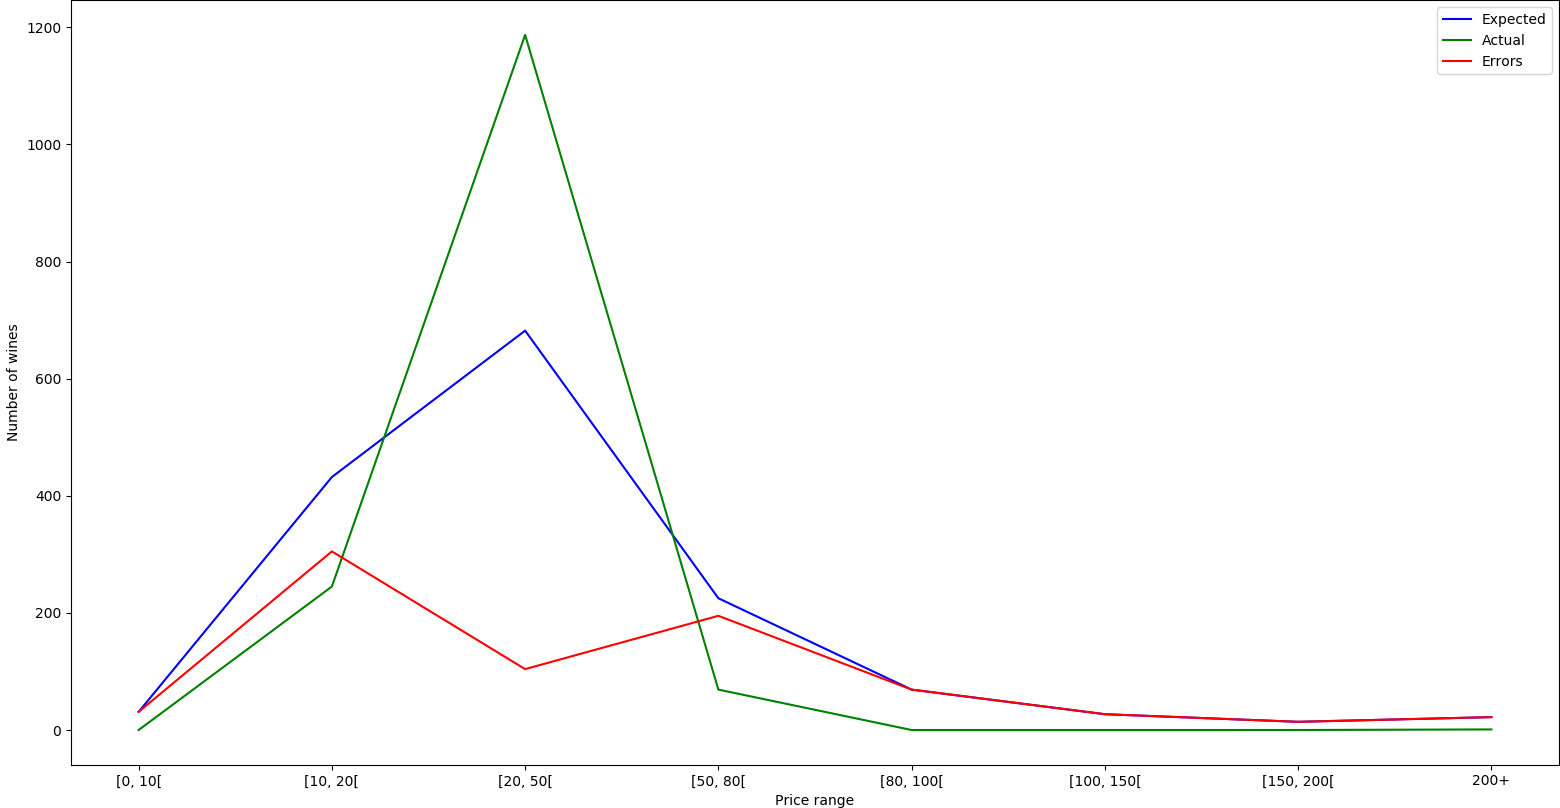 Expected
Actual
Errors
1200
1000
800
600
400
200
0
Number of wines
[0, 10[ [10, 20[ [20, 50[ [50, 80[ [80, 100[ [100, 150[ [150, 200[ 200+
Price range